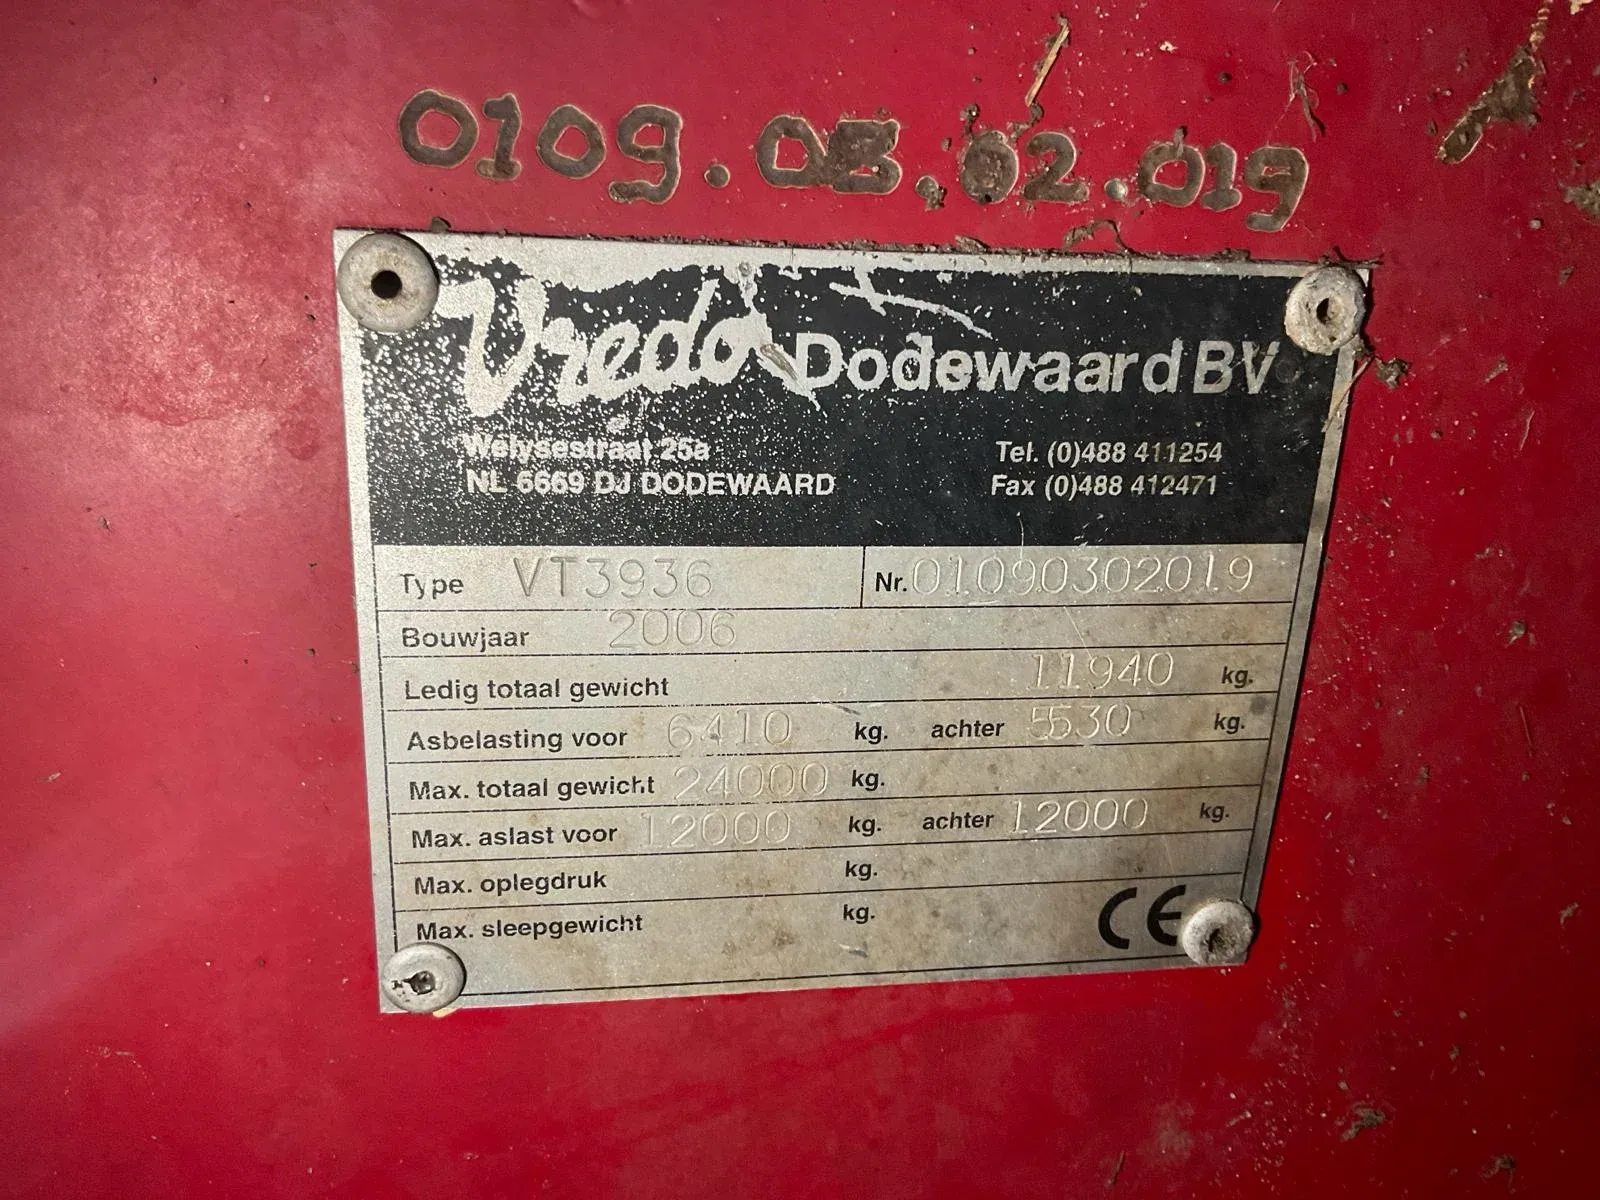 0109.03.02.019
Vredo Dodewaard BV
Welysestraat 25a
NL 6669 DJ DODEWAARD
Tel. (0)488 411254
Fax (0)488 412471
Type VT3936 Nr. 01090302019
Bouwjaar 2006
Ledig totaal gewicht 11940 kg.
Asbelasting voor 6410 kg. achter 5530 kg.
Max. totaal gewicht 24000 kg.
Max. aslast voor 12000 kg. achter 12000 kg.
Max. oplegdruk kg.
Max. sleepgewicht kg.
CE